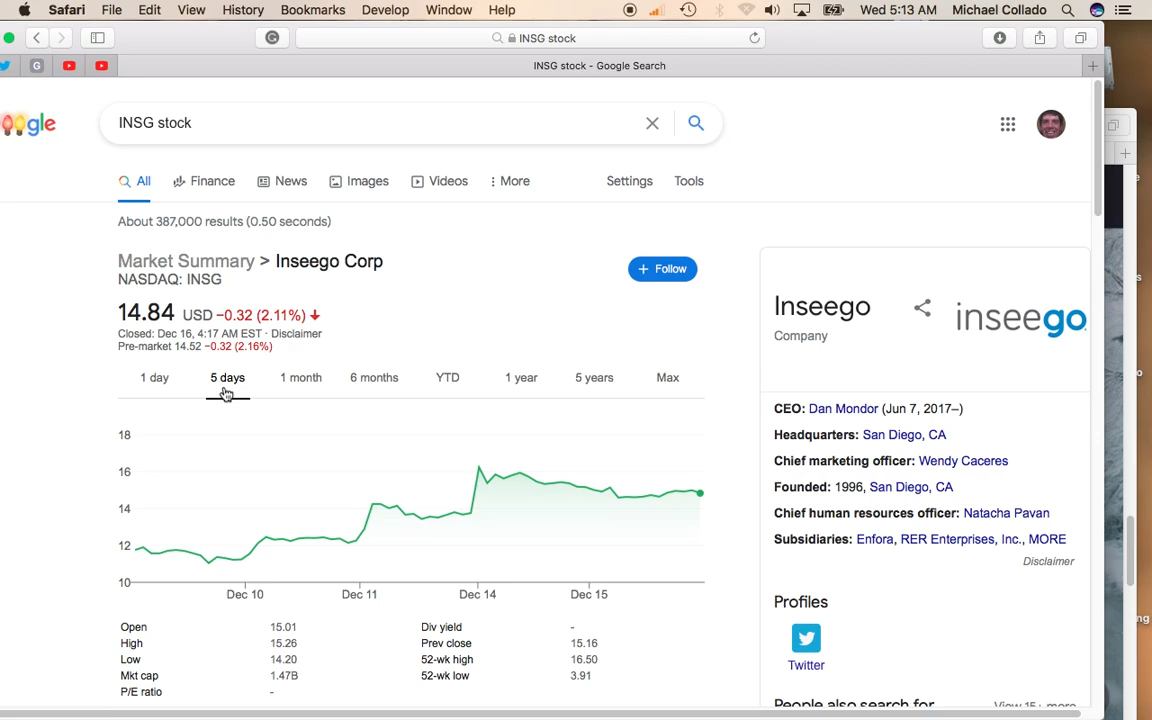 Safari File Edit View History Bookmarks Develop Window Help Wed 5:13 AM Michael Collado
INSG stock
G INSG stock - Google Search
gle INSG stock
All Finance News Images Videos More Settings Tools
About 387,000 results (0.50 seconds)
Market Summary > Inseego Corp
NASDAQ: INSG
+ Follow
14.84 USD −0.32 (2.11%)
Closed: Dec 16, 4:17 AM EST · Disclaimer
Pre-market 14.52 −0.32 (2.16%)
1 day 5 days 1 month 6 months YTD 1 year 5 years Max
18
16
14
12
10
Dec 10 Dec 11 Dec 14 Dec 15
Open 15.01 Div yield -
High 15.26 Prev close 15.16
Low 14.20 52-wk high 16.50
Mkt cap 1.47B 52-wk low 3.91
P/E ratio -
Inseego inseego
Company
CEO: Dan Mondor (Jun 7, 2017–)
Headquarters: San Diego, CA
Chief marketing officer: Wendy Caceres
Founded: 1996, San Diego, CA
Chief human resources officer: Natacha Pavan
Subsidiaries: Enfora, RER Enterprises, Inc., MORE
Disclaimer
Profiles
Twitter
People also search for View 15+ more